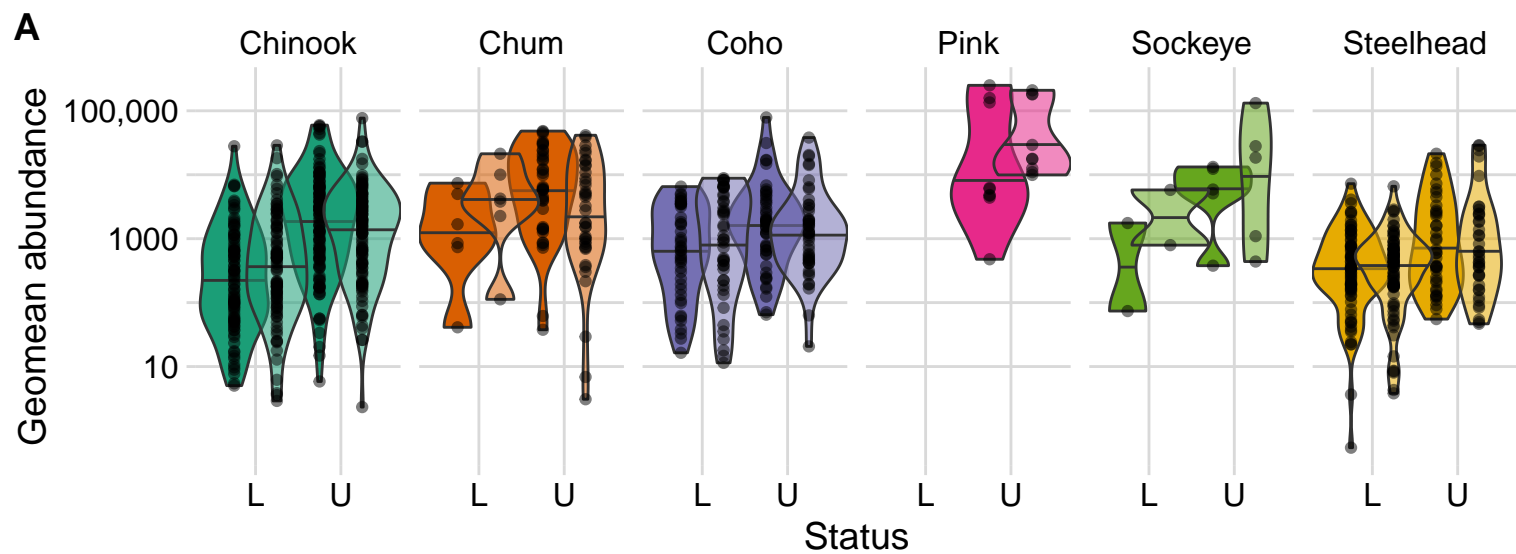 A
Chinook Chum Coho Pink Sockeye Steelhead
Geomean abundance
100,000
1000
10
L U L U L U L U L U L U
Status